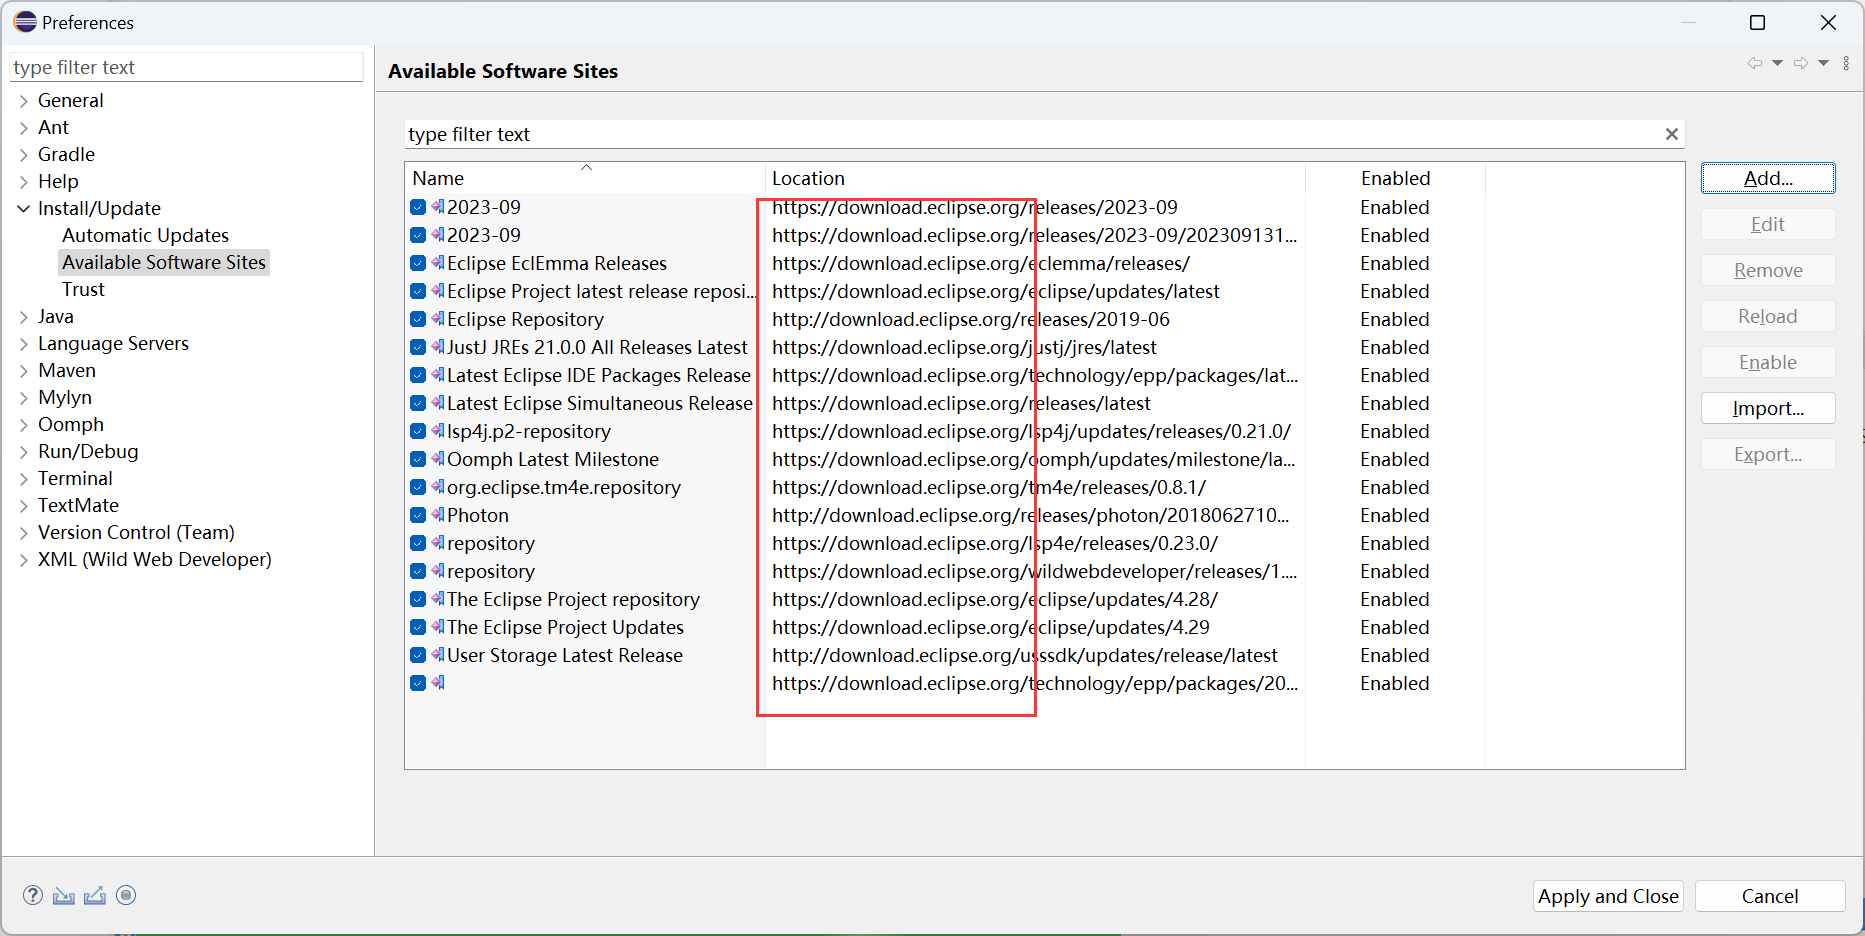 Preferences
type filter text
General
Ant
Gradle
Help
Install/Update
Automatic Updates
Available Software Sites
Trust
Java
Language Servers
Maven
Mylyn
Oomph
Run/Debug
Terminal
TextMate
Version Control (Team)
XML (Wild Web Developer)
Available Software Sites
type filter text
Name Location Enabled
2023-09 https://download.eclipse.org/releases/2023-09 Enabled
2023-09 https://download.eclipse.org/releases/2023-09/202309131... Enabled
Eclipse EclEmma Releases https://download.eclipse.org/eclemma/releases/ Enabled
Eclipse Project latest release reposi... https://download.eclipse.org/eclipse/updates/latest Enabled
Eclipse Repository http://download.eclipse.org/releases/2019-06 Enabled
JustJ JREs 21.0.0 All Releases Latest https://download.eclipse.org/justj/jres/latest Enabled
Latest Eclipse IDE Packages Release https://download.eclipse.org/technology/epp/packages/lat... Enabled
Latest Eclipse Simultaneous Release https://download.eclipse.org/releases/latest Enabled
lsp4j.p2-repository https://download.eclipse.org/lsp4j/updates/releases/0.21.0/ Enabled
Oomph Latest Milestone https://download.eclipse.org/oomph/updates/milestone/la... Enabled
org.eclipse.tm4e.repository https://download.eclipse.org/tm4e/releases/0.8.1/ Enabled
Photon http://download.eclipse.org/releases/photon/2018062710... Enabled
repository https://download.eclipse.org/lsp4e/releases/0.23.0/ Enabled
repository https://download.eclipse.org/wildwebdeveloper/releases/1.... Enabled
The Eclipse Project repository https://download.eclipse.org/eclipse/updates/4.28/ Enabled
The Eclipse Project Updates https://download.eclipse.org/eclipse/updates/4.29 Enabled
User Storage Latest Release http://download.eclipse.org/usssdk/updates/release/latest Enabled
https://download.eclipse.org/technology/epp/packages/20... Enabled
Add...
Edit
Remove
Reload
Enable
Import...
Export...
Apply and Close
Cancel